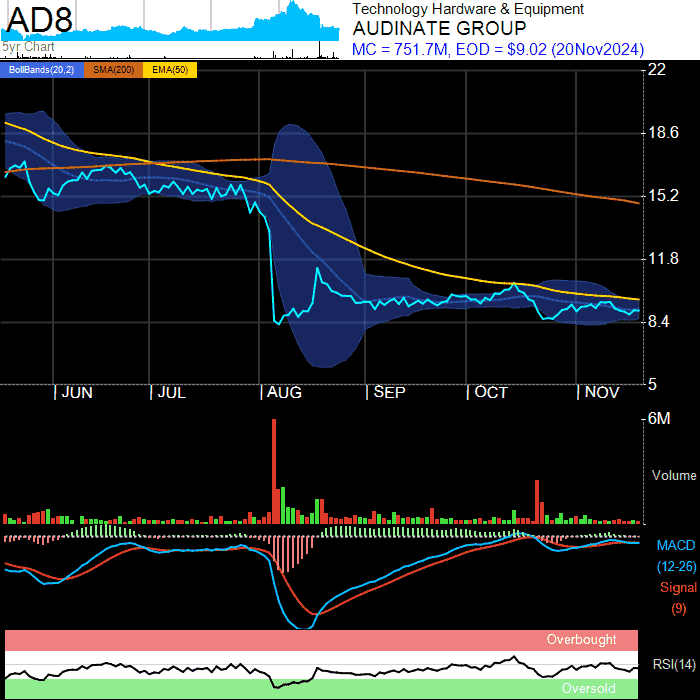 AD8
5yr Chart
Technology Hardware & Equipment
AUDINATE GROUP
MC = 751.7M, EOD = $9.02 (20Nov2024)
BollBands(20,2) SMA(200) EMA(50)
22
18.6
15.2
11.8
8.4
5
JUN JUL AUG SEP OCT NOV
6M
Volume
MACD
(12-26)
Signal
(9)
Overbought
RSI(14)
Oversold